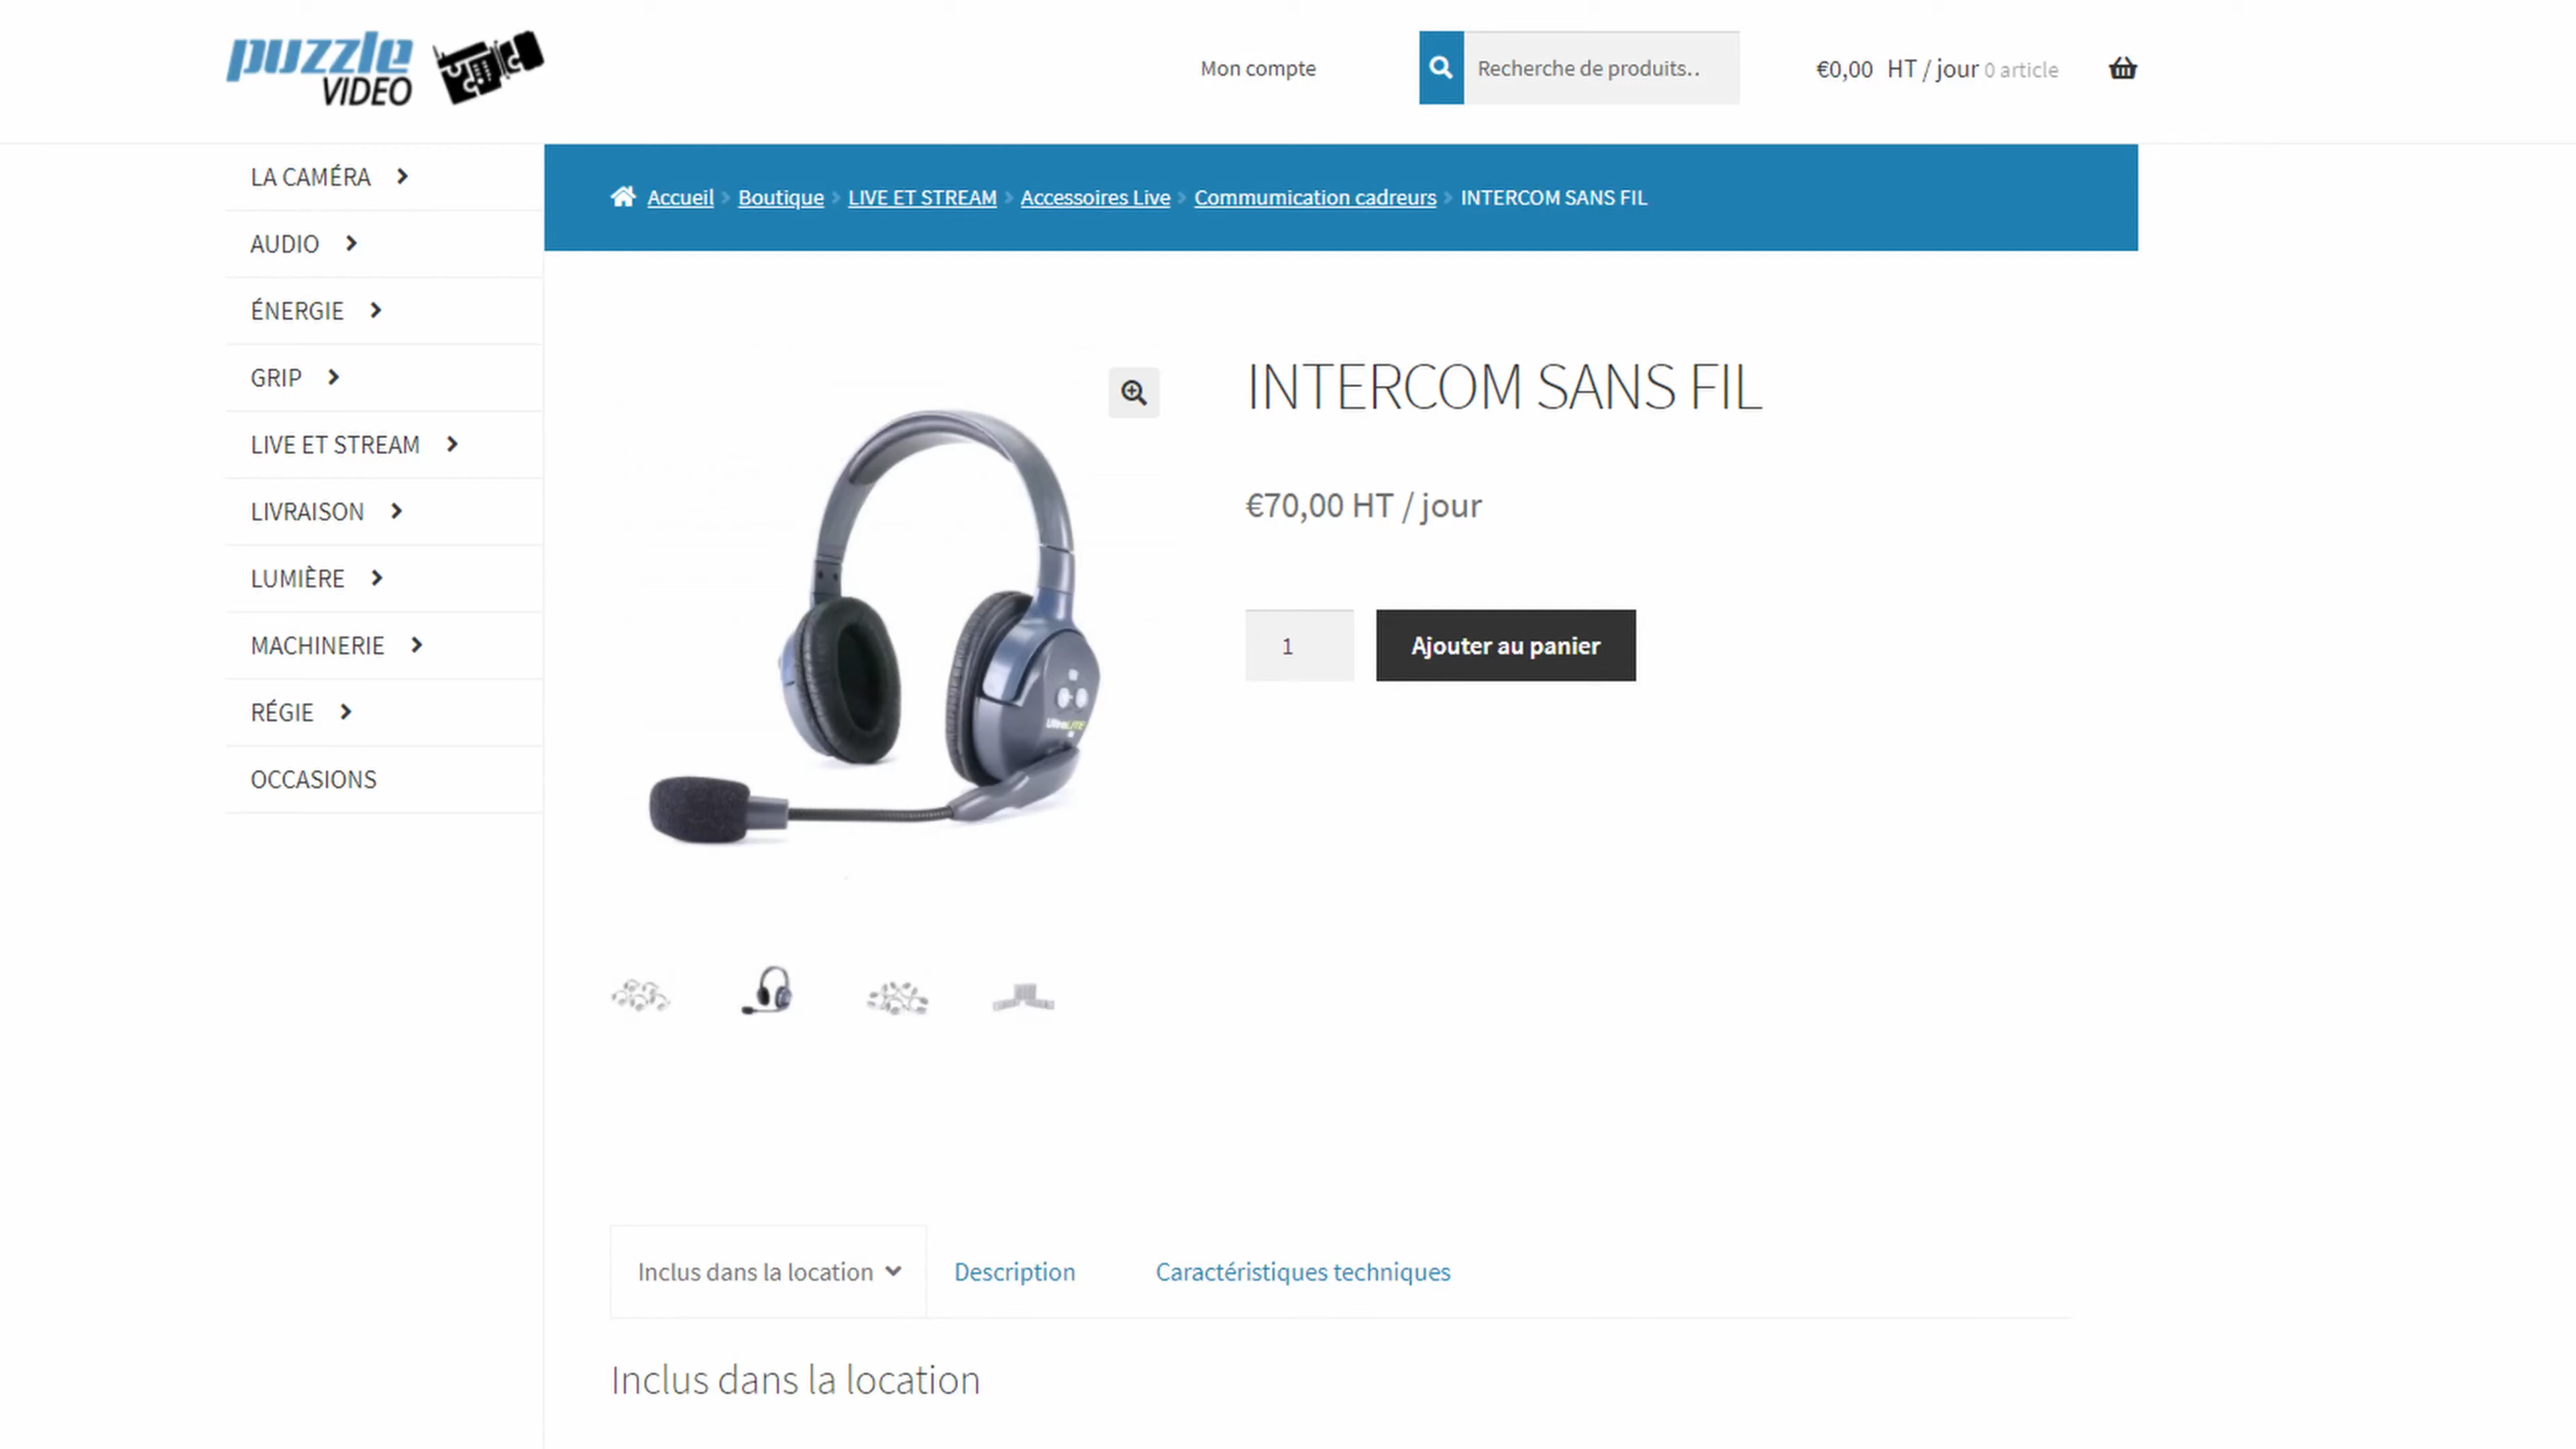 puzzle
VIDEO
Mon compte
Recherche de produits..
€0,00 HT / jour 0 article
LA CAMÉRA
AUDIO
ÉNERGIE
GRIP
LIVE ET STREAM
LIVRAISON
LUMIÈRE
MACHINERIE
RÉGIE
OCCASIONS
Accueil Boutique LIVE ET STREAM Accessoires Live Commumication cadreurs INTERCOM SANS FIL
INTERCOM SANS FIL
€70,00 HT / jour
1 Ajouter au panier
UltraLITE
Inclus dans la location Description Caractéristiques techniques
Inclus dans la location